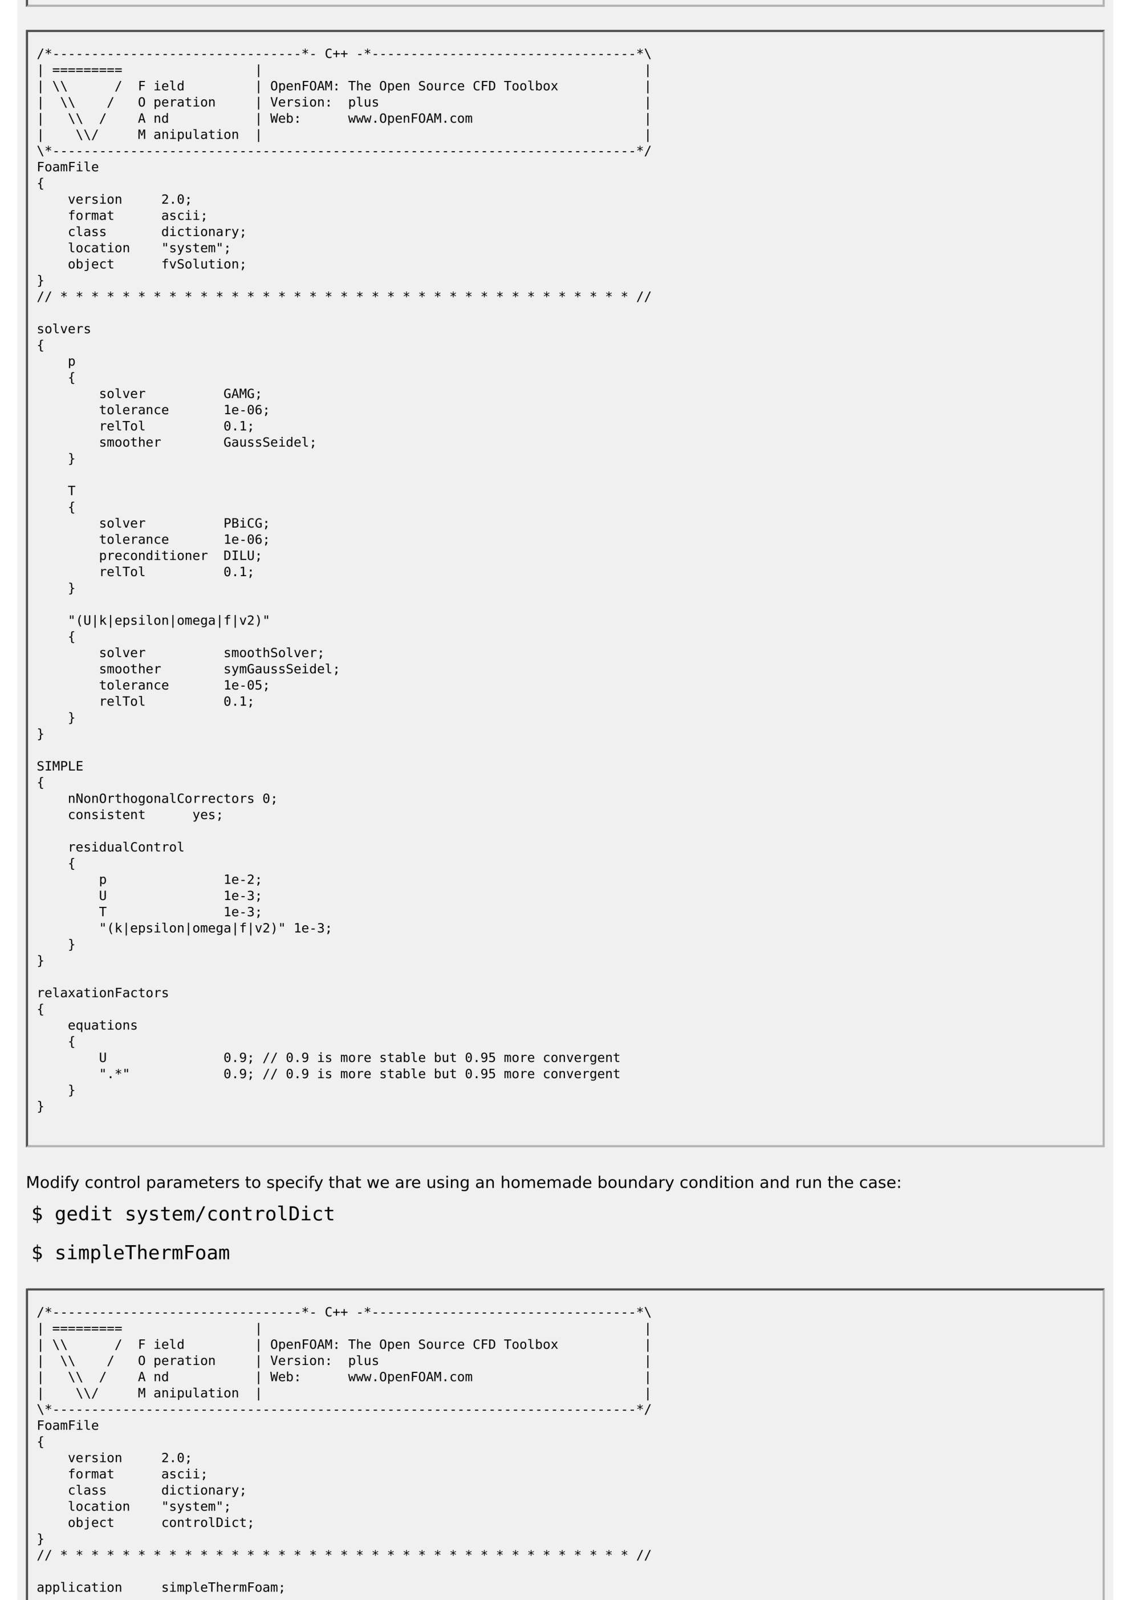 /*--------------------------------*- C++ -*----------------------------------*\
| =========                 |                                                 |
| \\      /  F ield         | OpenFOAM: The Open Source CFD Toolbox           |
|  \\    /   O peration     | Version:  plus                                  |
|   \\  /    A nd           | Web:      www.OpenFOAM.com                      |
|    \\/     M anipulation  |                                                 |
\*---------------------------------------------------------------------------*/
FoamFile
{
    version     2.0;
    format      ascii;
    class       dictionary;
    location    "system";
    object      fvSolution;
}
// * * * * * * * * * * * * * * * * * * * * * * * * * * * * * * * * * * * * * //

solvers
{
    p
    {
        solver          GAMG;
        tolerance       1e-06;
        relTol          0.1;
        smoother        GaussSeidel;
    }

    T
    {
        solver          PBiCG;
        tolerance       1e-06;
        preconditioner  DILU;
        relTol          0.1;
    }

    "(U|k|epsilon|omega|f|v2)"
    {
        solver          smoothSolver;
        smoother        symGaussSeidel;
        tolerance       1e-05;
        relTol          0.1;
    }
}

SIMPLE
{
    nNonOrthogonalCorrectors 0;
    consistent      yes;

    residualControl
    {
        p               1e-2;
        U               1e-3;
        T               1e-3;
        "(k|epsilon|omega|f|v2)" 1e-3;
    }
}

relaxationFactors
{
    equations
    {
        U               0.9; // 0.9 is more stable but 0.95 more convergent
        ".*"            0.9; // 0.9 is more stable but 0.95 more convergent
    }
}

Modify control parameters to specify that we are using an homemade boundary condition and run the case:
$ gedit system/controlDict
$ simpleThermFoam

/*--------------------------------*- C++ -*----------------------------------*\
| =========                 |                                                 |
| \\      /  F ield         | OpenFOAM: The Open Source CFD Toolbox           |
|  \\    /   O peration     | Version:  plus                                  |
|   \\  /    A nd           | Web:      www.OpenFOAM.com                      |
|    \\/     M anipulation  |                                                 |
\*---------------------------------------------------------------------------*/
FoamFile
{
    version     2.0;
    format      ascii;
    class       dictionary;
    location    "system";
    object      controlDict;
}
// * * * * * * * * * * * * * * * * * * * * * * * * * * * * * * * * * * * * * //

application     simpleThermFoam;